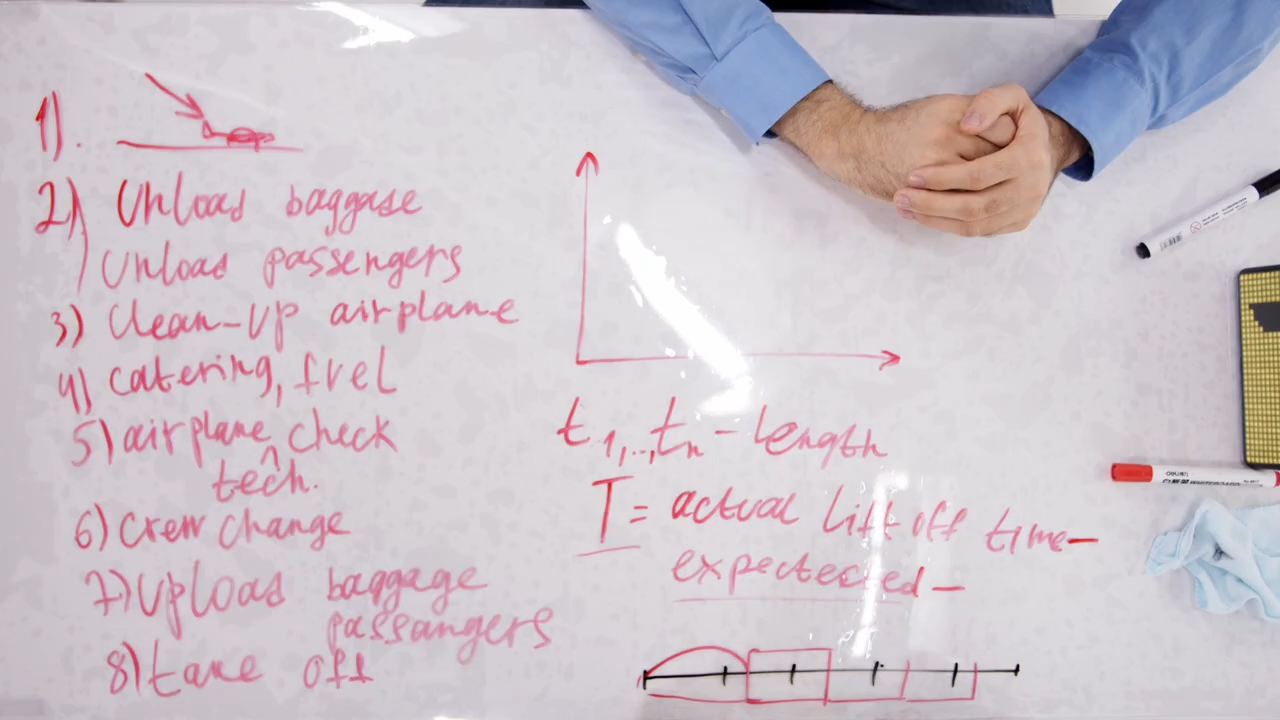 1).
2) Unload baggase
Unload passengers
3) Clean-up airplane
4) catering, fuel
5) airplane ^ check
tech.
6) crew change
7) Upload baggage
passangers
8) take off
t1,..,tn - length
T = actual lift off time-
expectected -